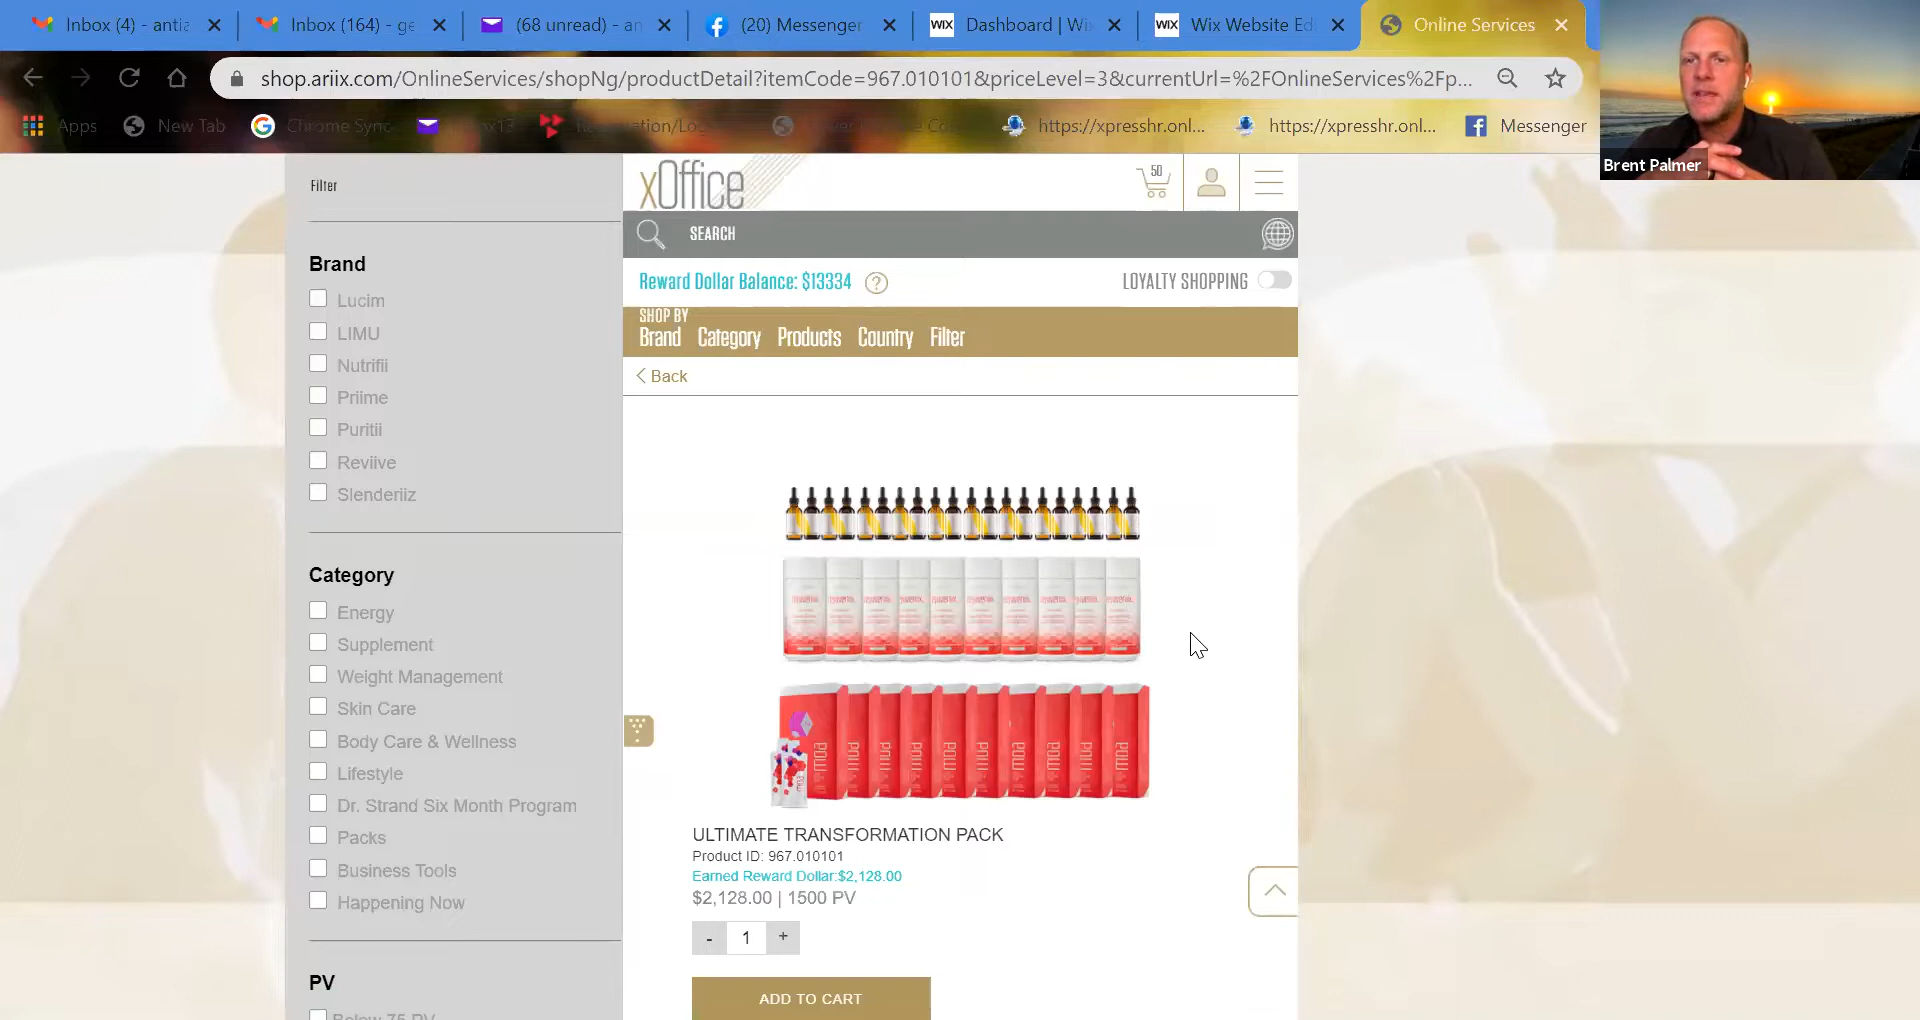 Inbox (4) - antia
Inbox (164) - ge
(68 unread) - an
(20) Messenger
WIX
Dashboard | Wi
WIX
Wix Website Ed
Online Services
shop.ariix.com/OnlineServices/shopNg/productDetail?itemCode=967.010101&priceLevel=3&currentUrl=%2FOnlineServices%2Fp...
Apps
New Tab
Chrome Sync
https://xpresshr.onl...
https://xpresshr.onl...
Messenger
Brent Palmer
Filter
Brand
Lucim
LIMU
Nutrifii
Priime
Puritii
Reviive
Slenderiiz
Category
Energy
Supplement
Weight Management
Skin Care
Body Care & Wellness
Lifestyle
Dr. Strand Six Month Program
Packs
Business Tools
Happening Now
PV
Below 75 PV
xOffice
50
SEARCH
Reward Dollar Balance: $13334 ?
LOYALTY SHOPPING
SHOP BY
Brand Category Products Country Filter
< Back
ULTIMATE TRANSFORMATION PACK
Product ID: 967.010101
Earned Reward Dollar:$2,128.00
$2,128.00 | 1500 PV
- 1 +
ADD TO CART